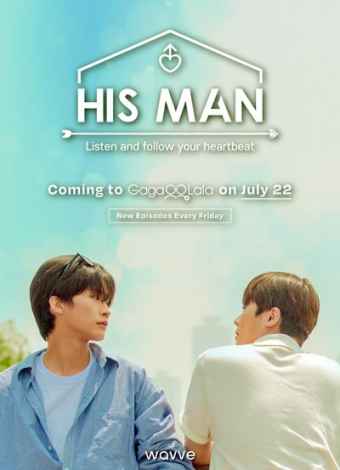 HIS MAN
Listen and follow your heartbeat
Coming to GagaOOLala on July 22
New Episodes Every Friday
wavve